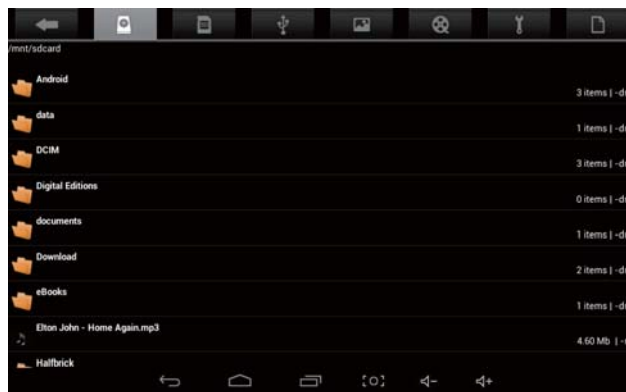 /mnt/sdcard
Android
3 items | -d
data
1 items | -d
DCIM
3 items | -d
Digital Editions
0 items | -d
documents
1 items | -d
Download
2 items | -d
eBooks
1 items | -d
Elton John - Home Again.mp3
4.60 Mb | -
Halfbrick